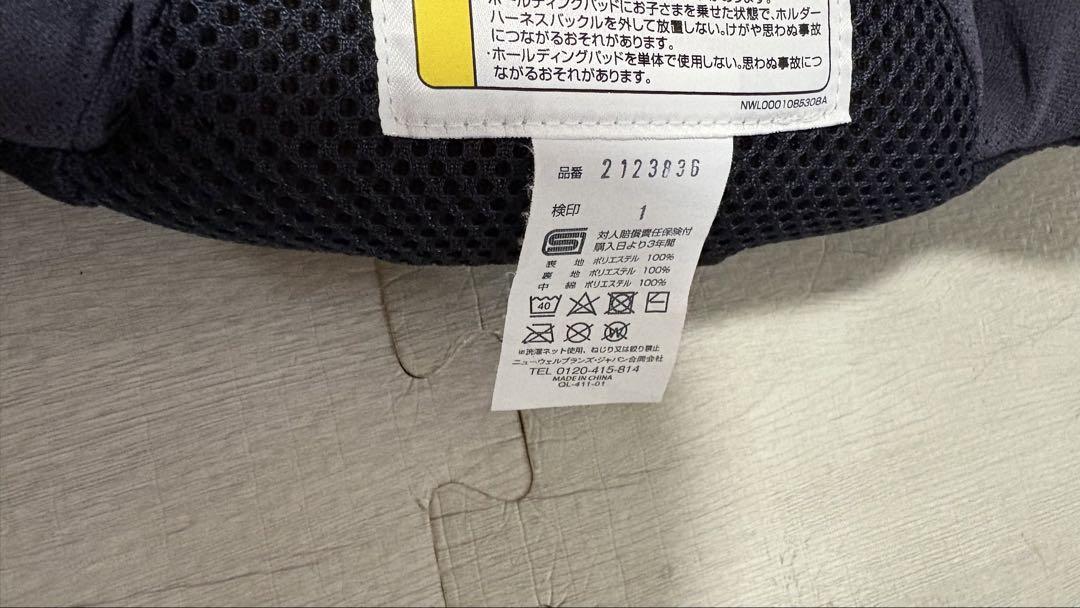 ホールディングパッドにお子さまを乗せた状態で、ホルダー
ハーネスバックルを外して放置しない。けがや思わぬ事故
につながるおそれがあります。
・ホールディングパッドを単体で使用しない。思わぬ事故につ
ながるおそれがあります。
NWL00010B530BA
品番 2123836
検印 1
S 対人賠償責任保険付
購入日より3年間
表地 ポリエステル 100%
裏地 ポリエステル 100%
中綿 ポリエステル 100%
40
W
※洗濯ネット使用、ねじり又は絞り禁止
ニューウェルブランズ・ジャパン合同会社
TEL 0120-415-814
MADE IN CHINA
QL-411-01